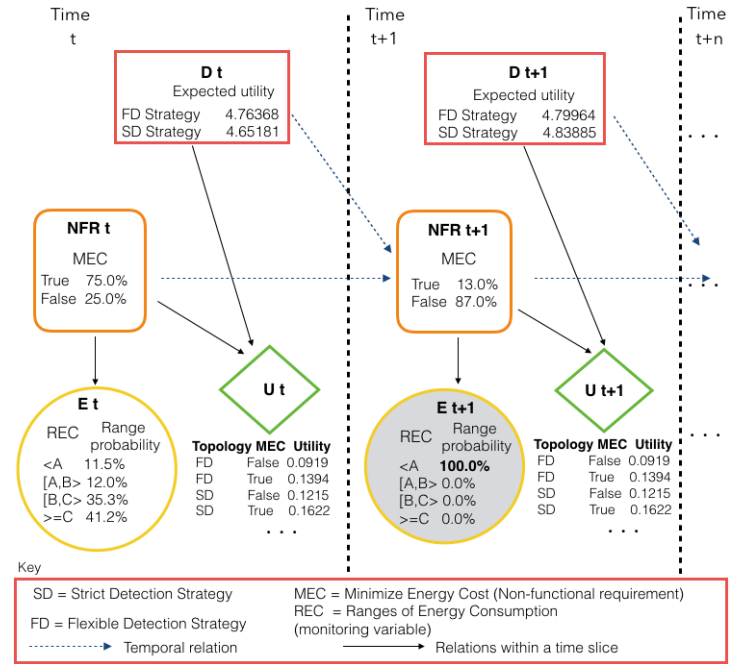 Time
t
Time
t+1
Time
t+n
D t
Expected utility
FD Strategy 4.76368
SD Strategy 4.65181
D t+1
Expected utility
FD Strategy 4.79964
SD Strategy 4.83885
. . .
NFR t
MEC
True 75.0%
False 25.0%
NFR t+1
MEC
True 13.0%
False 87.0%
. . .
E t
REC Range
probability
<A 11.5%
[A,B> 12.0%
[B,C> 35.3%
>=C 41.2%
U t
Topology MEC Utility
FD False 0.0919
FD True 0.1394
SD False 0.1215
SD True 0.1622
. . .
E t+1
REC Range
probability
<A 100.0%
[A,B> 0.0%
[B,C> 0.0%
>=C 0.0%
U t+1
Topology MEC Utility
FD False 0.0919
FD True 0.1394
SD False 0.1215
SD True 0.1622
. . .
. . .
Key
SD = Strict Detection Strategy
FD = Flexible Detection Strategy
MEC = Minimize Energy Cost (Non-functional requirement)
REC = Ranges of Energy Consumption
(monitoring variable)
Temporal relation
Relations within a time slice